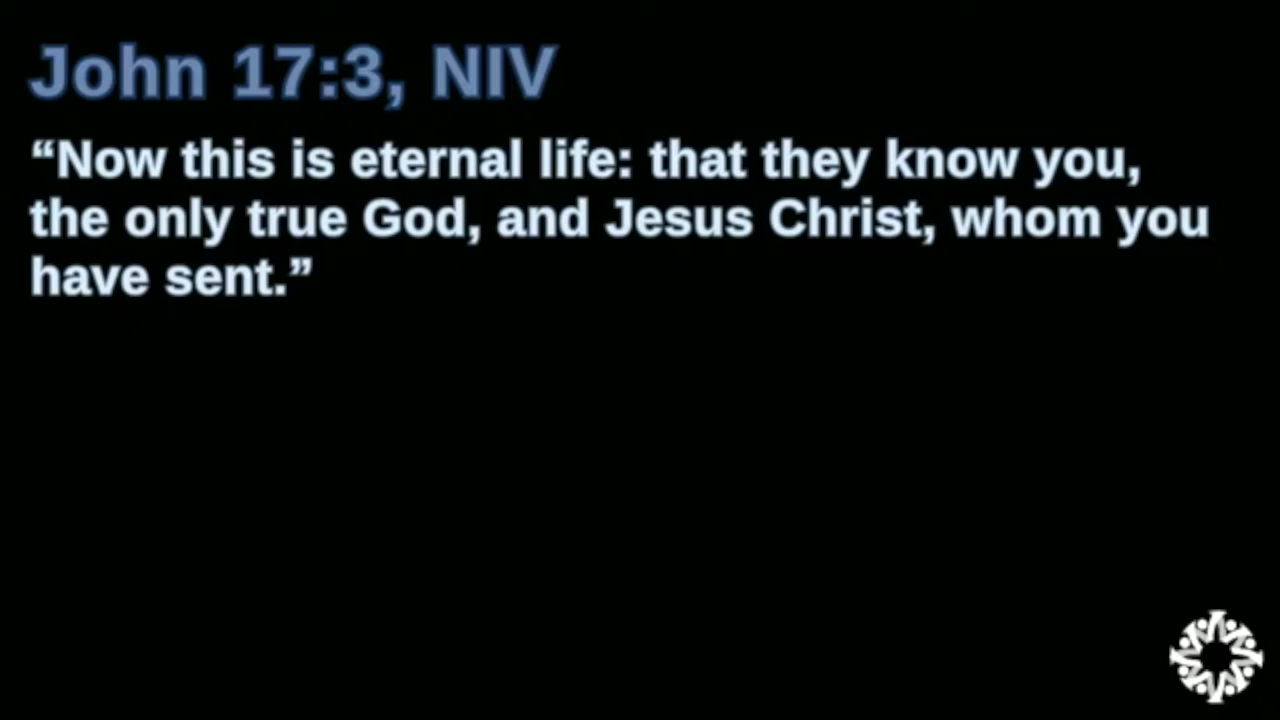 John 17:3, NIV
“Now this is eternal life: that they know you,
the only true God, and Jesus Christ, whom you
have sent.”